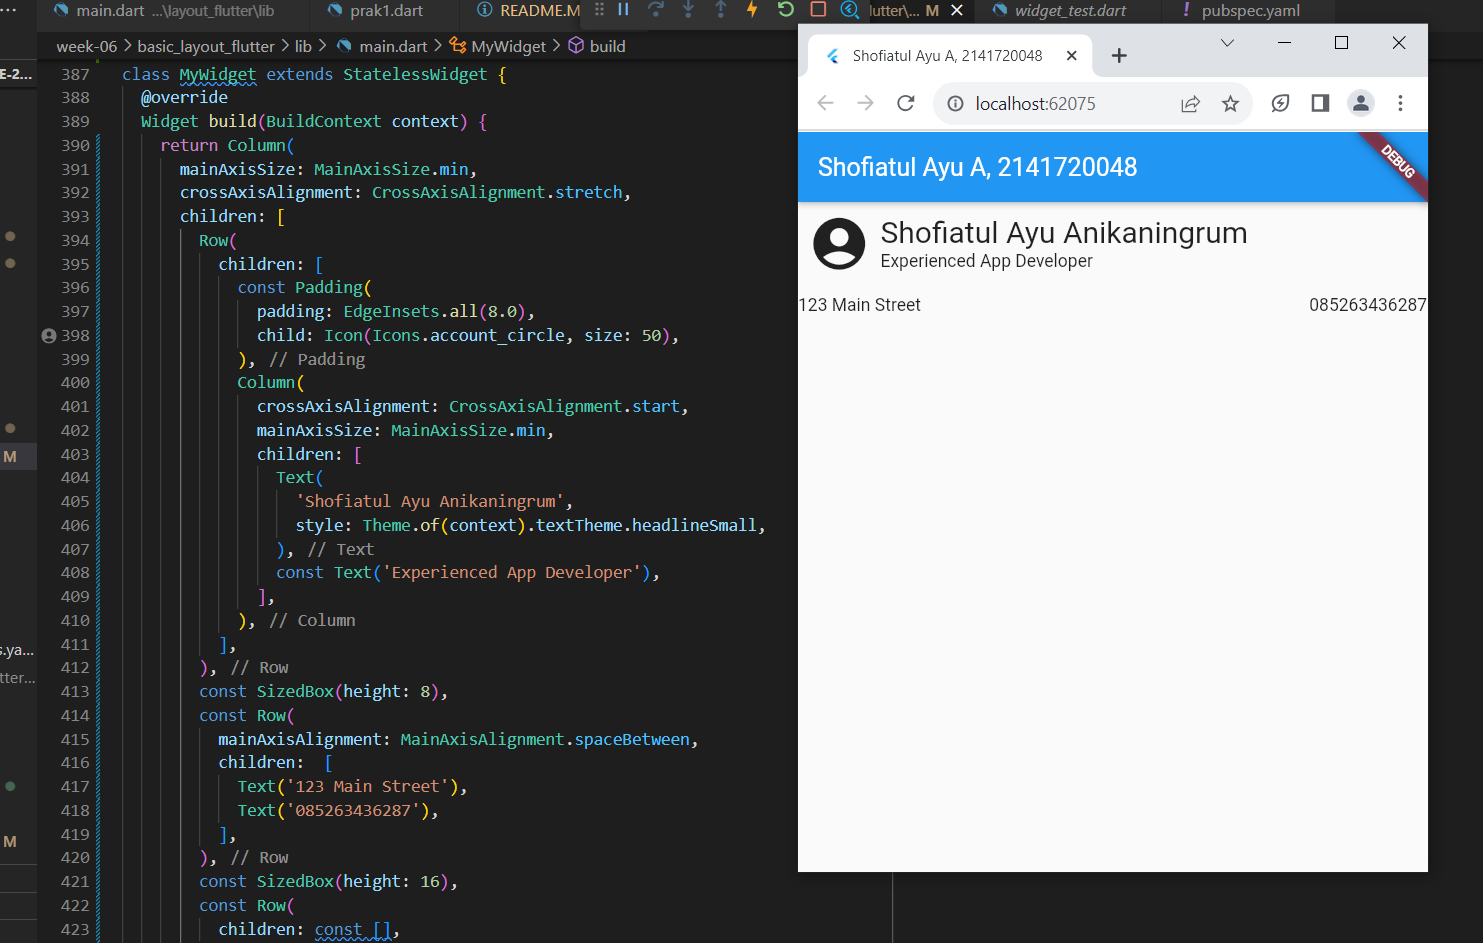 main.dart ...\layout_flutter\lib prak1.dart README.M lutter\... M widget_test.dart pubspec.yaml
week-06 > basic_layout_flutter > lib > main.dart > MyWidget > build
E-2...
M
s.ya...
tter...
M
387 class MyWidget extends StatelessWidget {
388 @override
389 Widget build(BuildContext context) {
390 return Column(
391 mainAxisSize: MainAxisSize.min,
392 crossAxisAlignment: CrossAxisAlignment.stretch,
393 children: [
394 Row(
395 children: [
396 const Padding(
397 padding: EdgeInsets.all(8.0),
398 child: Icon(Icons.account_circle, size: 50),
399 ), // Padding
400 Column(
401 crossAxisAlignment: CrossAxisAlignment.start,
402 mainAxisSize: MainAxisSize.min,
403 children: [
404 Text(
405 'Shofiatul Ayu Anikaningrum',
406 style: Theme.of(context).textTheme.headlineSmall,
407 ), // Text
408 const Text('Experienced App Developer'),
409 ],
410 ), // Column
411 ],
412 ), // Row
413 const SizedBox(height: 8),
414 const Row(
415 mainAxisAlignment: MainAxisAlignment.spaceBetween,
416 children:  [
417 Text('123 Main Street'),
418 Text('085263436287'),
419 ],
420 ), // Row
421 const SizedBox(height: 16),
422 const Row(
423 children: const [],
Shofiatul Ayu A, 2141720048
localhost:62075
Shofiatul Ayu A, 2141720048
DEBUG
Shofiatul Ayu Anikaningrum
Experienced App Developer
123 Main Street 085263436287